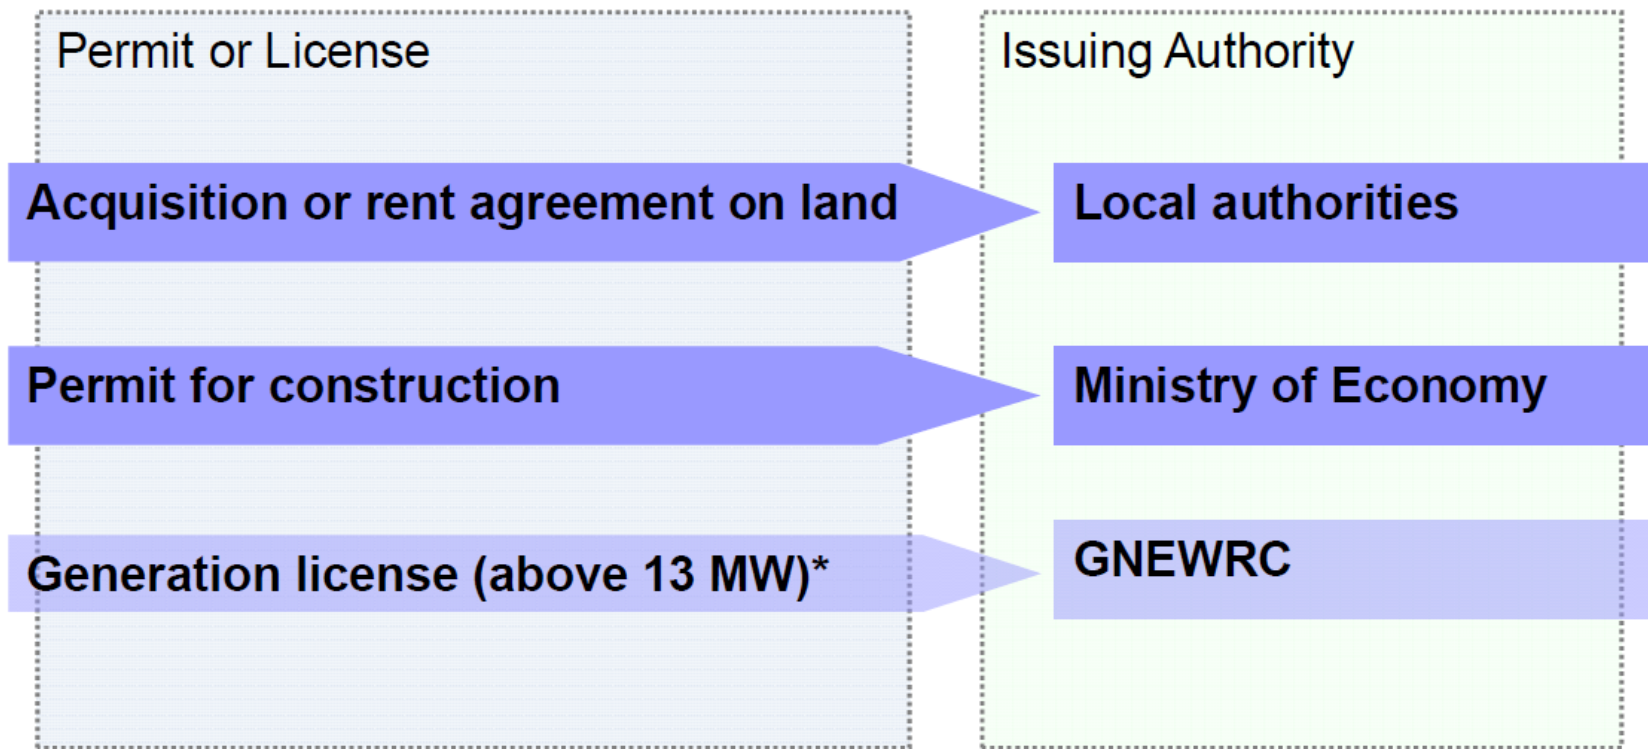 Permit or License
Issuing Authority
Acquisition or rent agreement on land
Local authorities
Permit for construction
Ministry of Economy
Generation license (above 13 MW)*
GNEWRC